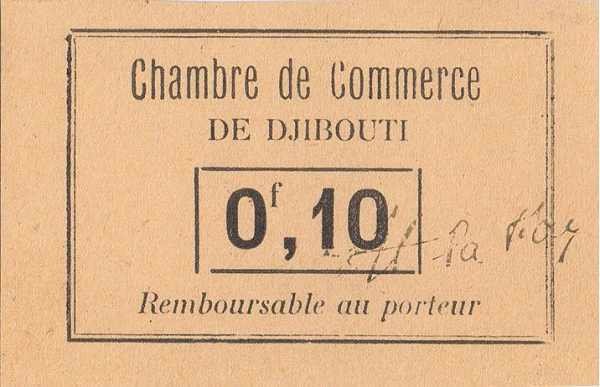 Chambre de Commerce
DE DJIBOUTI
0f,10
Remboursable au porteur